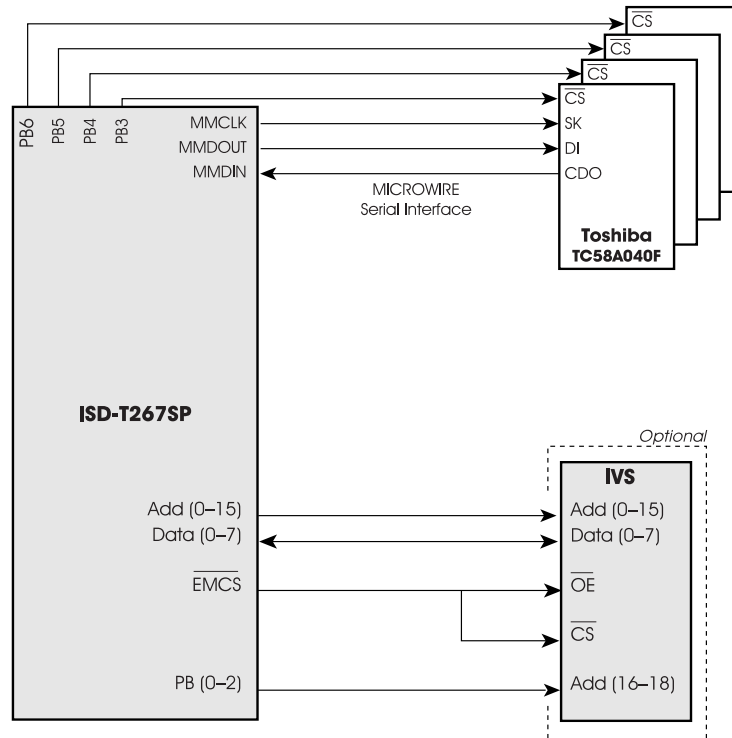 CS
CS
CS
PB6
PB5
PB4
PB3
CS
MMCLK
SK
MMDOUT
DI
MMDIN
CDO
MICROWIRE
Serial Interface
Toshiba
TC58A040F
ISD-T267SP
Optional
IVS
Add (0–15)
Add (0–15)
Data (0–7)
Data (0–7)
EMCS
OE
CS
PB (0–2)
Add (16–18)